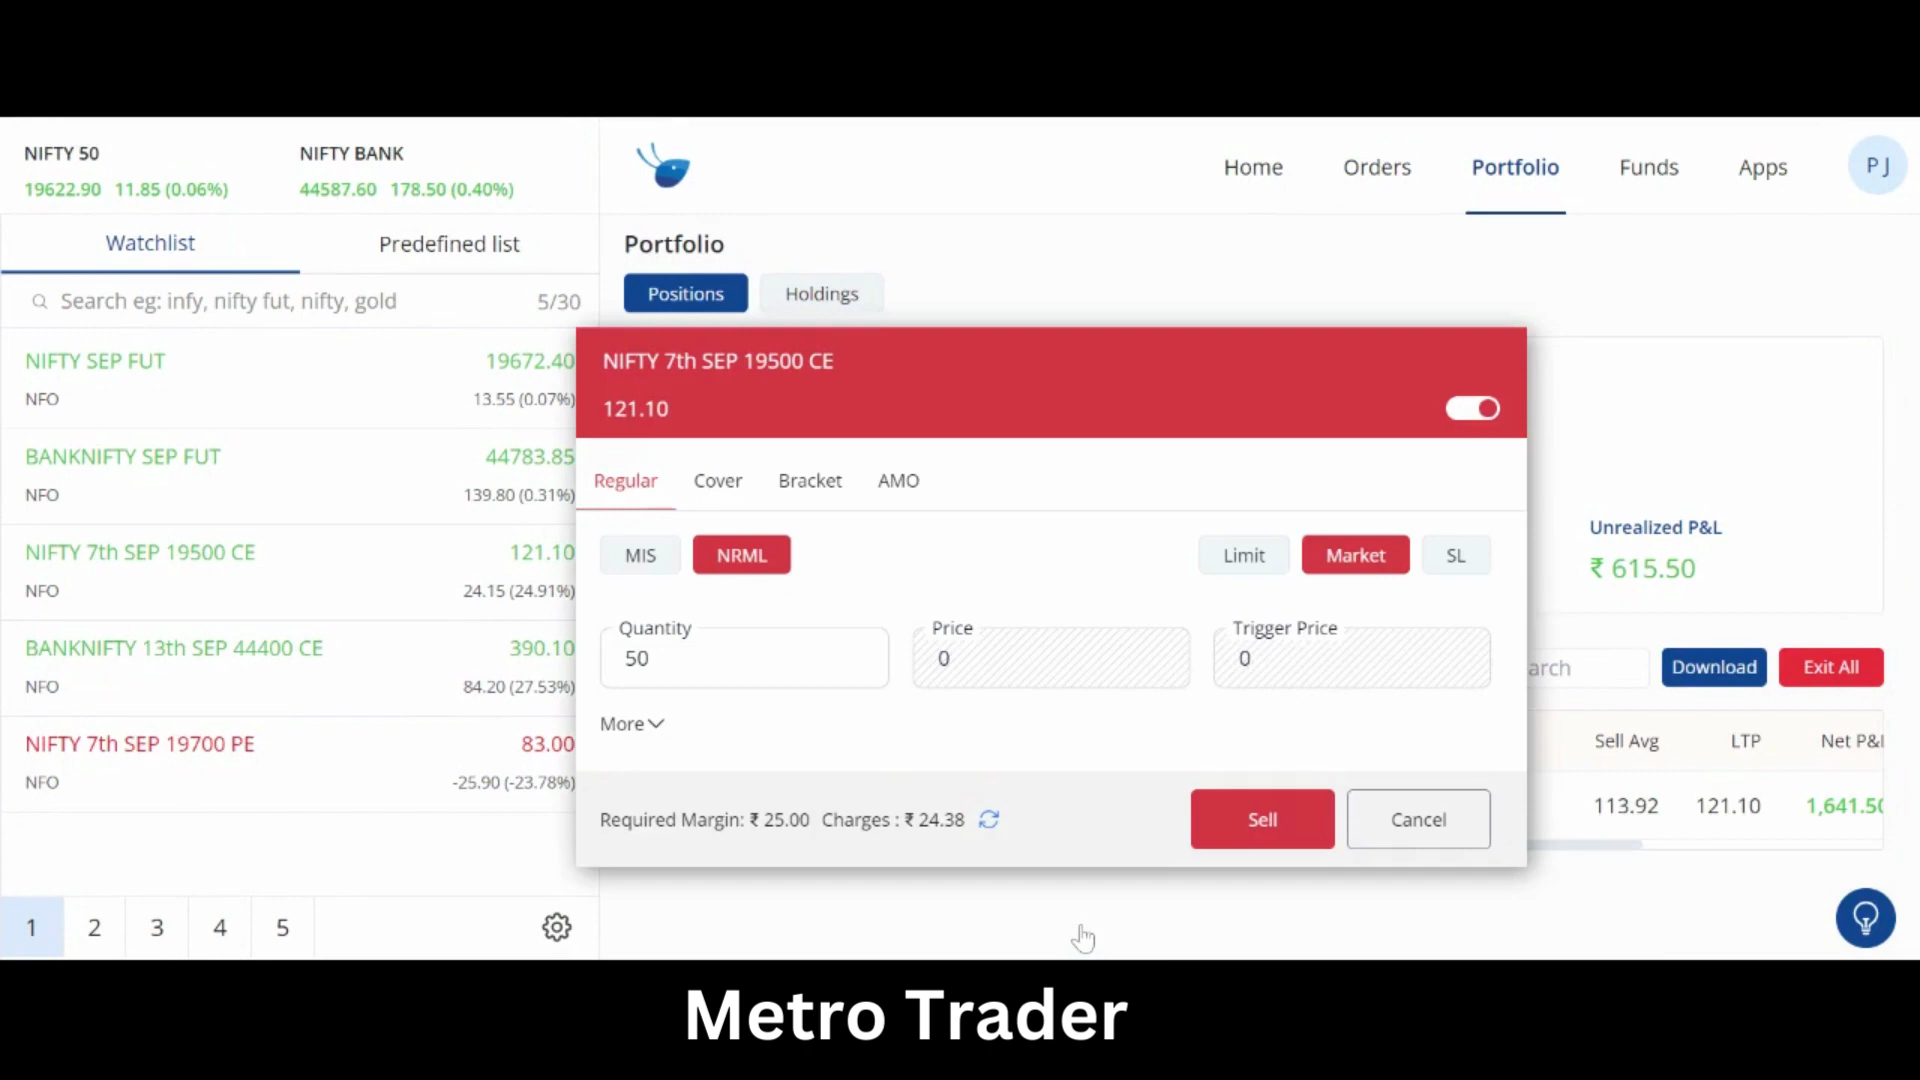 NIFTY 50
19622.90 11.85 (0.06%)
NIFTY BANK
44587.60 178.50 (0.40%)
Home Orders Portfolio Funds Apps P J
Watchlist Predefined list
Search eg: infy, nifty fut, nifty, gold 5/30
NIFTY SEP FUT 19672.40
NFO 13.55 (0.07%)
BANKNIFTY SEP FUT 44783.85
NFO 139.80 (0.31%)
NIFTY 7th SEP 19500 CE 121.10
NFO 24.15 (24.91%)
BANKNIFTY 13th SEP 44400 CE 390.10
NFO 84.20 (27.53%)
NIFTY 7th SEP 19700 PE 83.00
NFO -25.90 (-23.78%)
1 2 3 4 5
Portfolio
Positions Holdings
NIFTY 7th SEP 19500 CE
121.10
Regular Cover Bracket AMO
MIS NRML Limit Market SL
Quantity Price Trigger Price
50 0 0
More
Required Margin: ₹ 25.00 Charges : ₹ 24.38 Sell Cancel
Unrealized P&L
₹ 615.50
arch Download Exit All
Sell Avg LTP Net P&L
113.92 121.10 1,641.50
Metro Trader